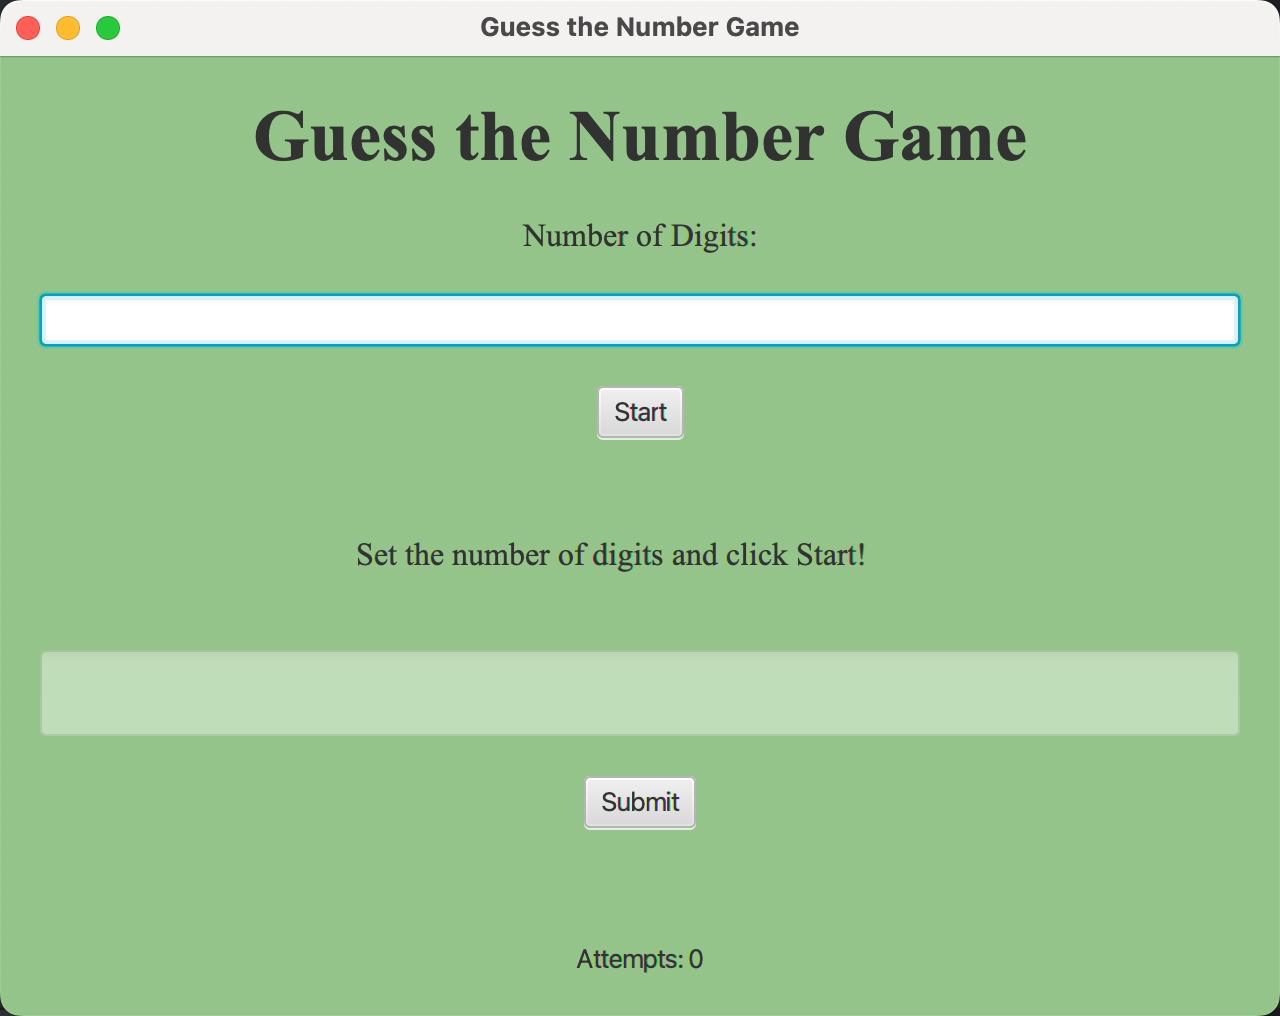 Guess the Number Game
Guess the Number Game
Number of Digits:
Start
Set the number of digits and click Start!
Submit
Attempts: 0